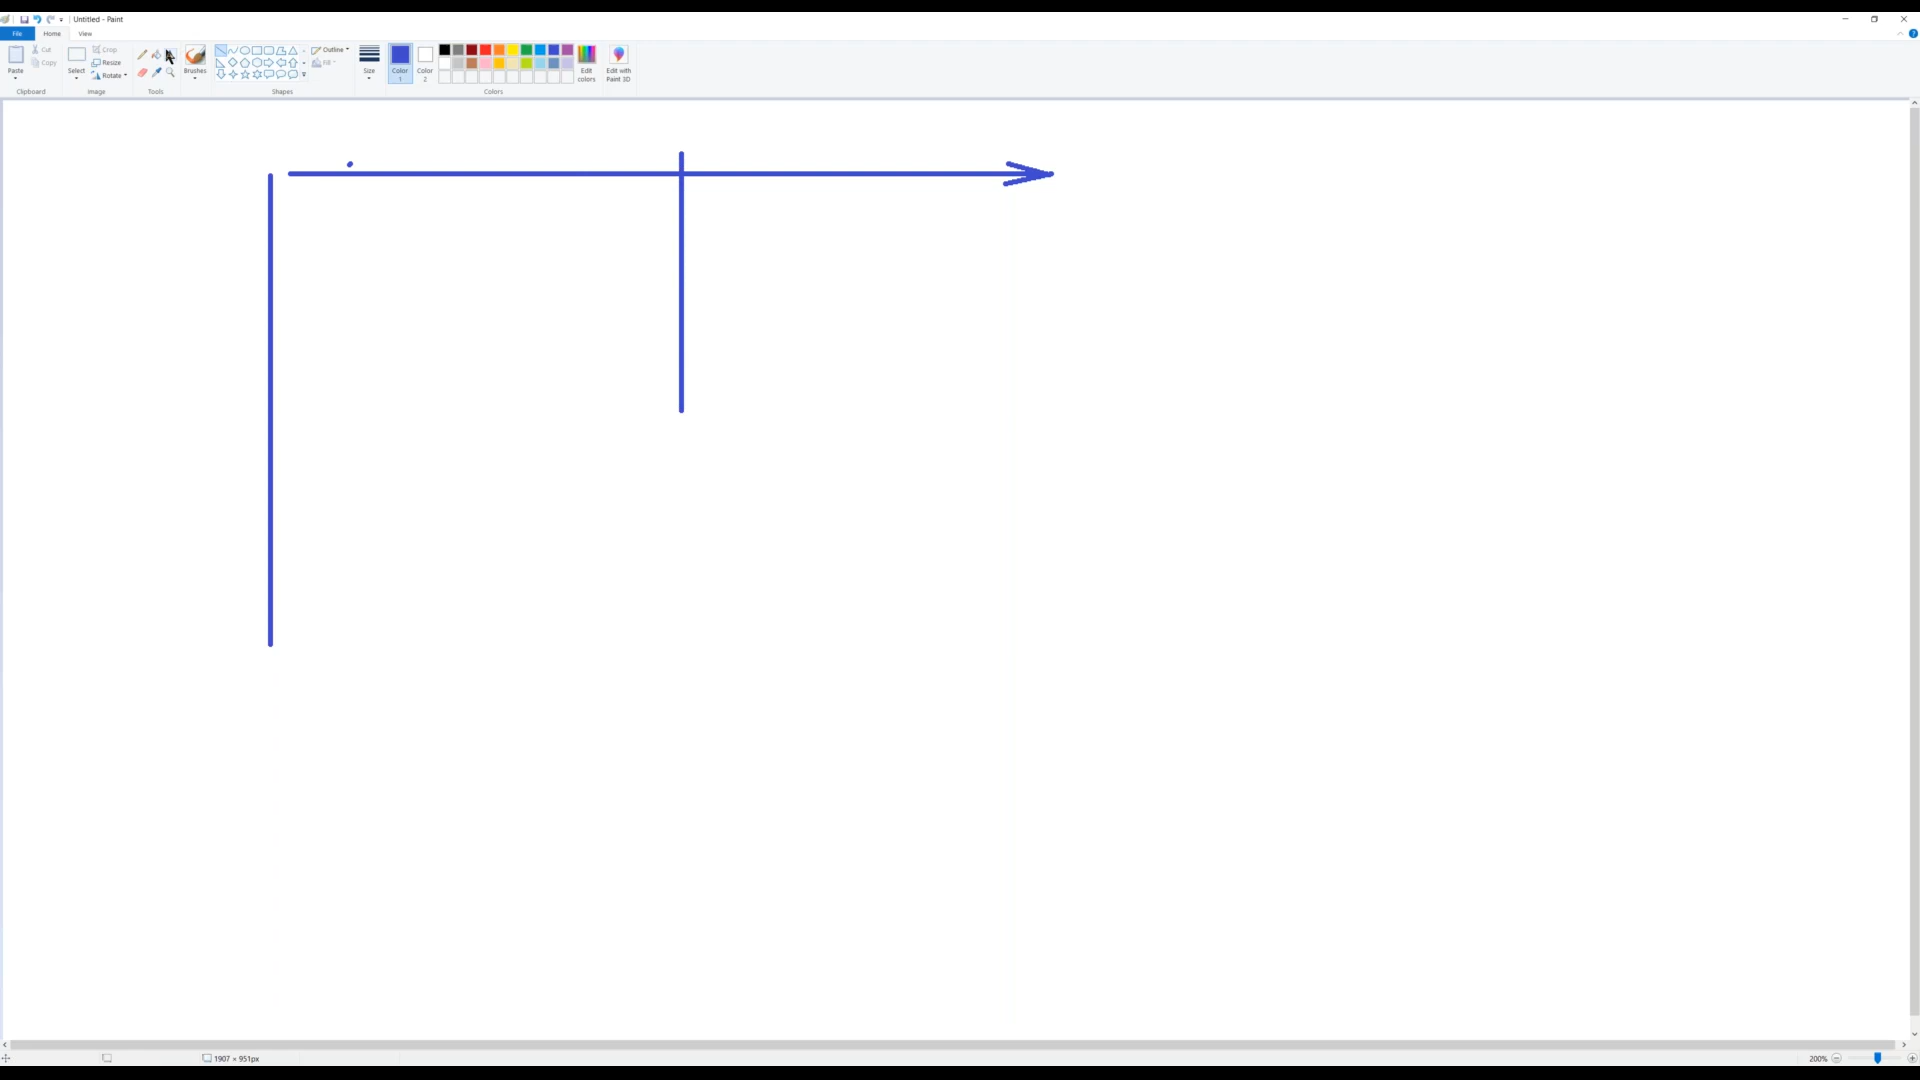 Untitled - Paint
File
Home
View
Paste
Cut
Copy
Clipboard
Select
Crop
Resize
Rotate
Image
Tools
Brushes
Outline
Fill
Shapes
Size
Color
1
Color
2
Edit
colors
Colors
Edit with
Paint 3D
1907 × 951px
200%